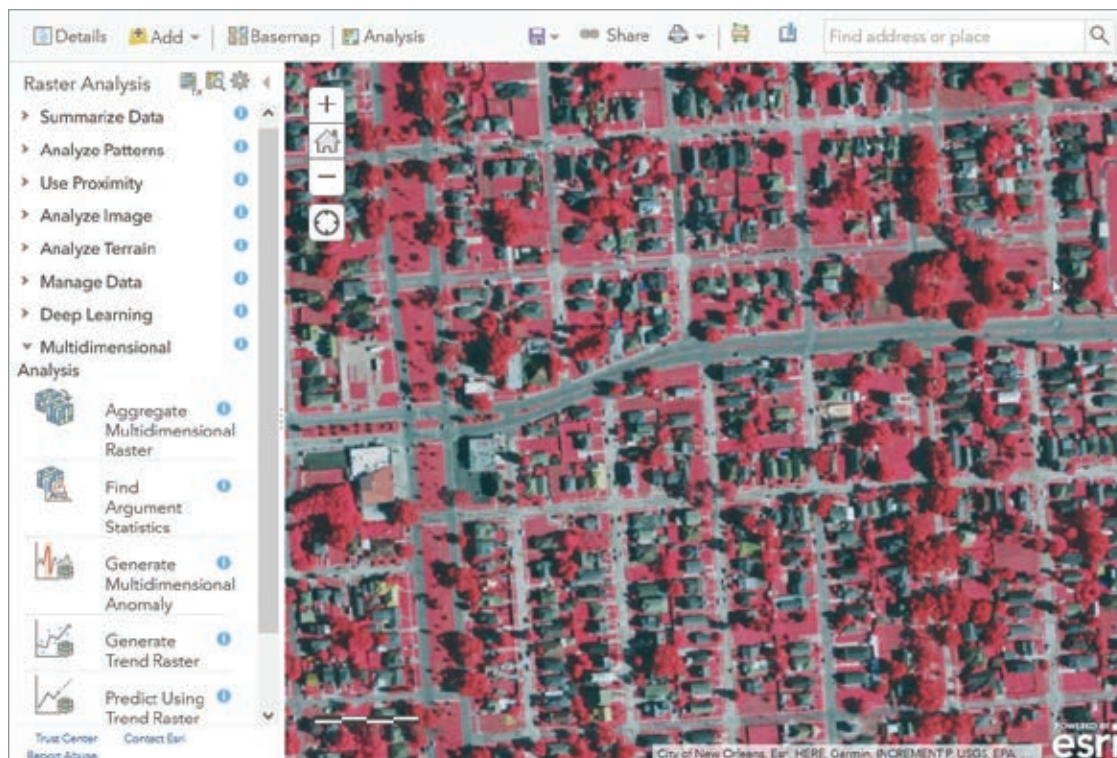 Details Add Basemap Analysis Share Find address or place
Raster Analysis
Summarize Data
Analyze Patterns
Use Proximity
Analyze Image
Analyze Terrain
Manage Data
Deep Learning
Multidimensional
Analysis
Aggregate
Multidimensional
Raster
Find
Argument
Statistics
Generate
Multidimensional
Anomaly
Generate
Trend Raster
Predict Using
Trend Raster
Trust Center Contact Esri
Report Abuse
City of New Orleans, Esri, HERE, Garmin, INCREMENT P, USGS, EPA, ...
POWERED BY
esri